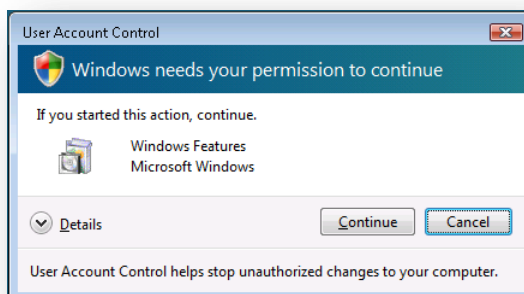 User Account Control
Windows needs your permission to continue
If you started this action, continue.
Windows Features
Microsoft Windows
Details
Continue
Cancel
User Account Control helps stop unauthorized changes to your computer.